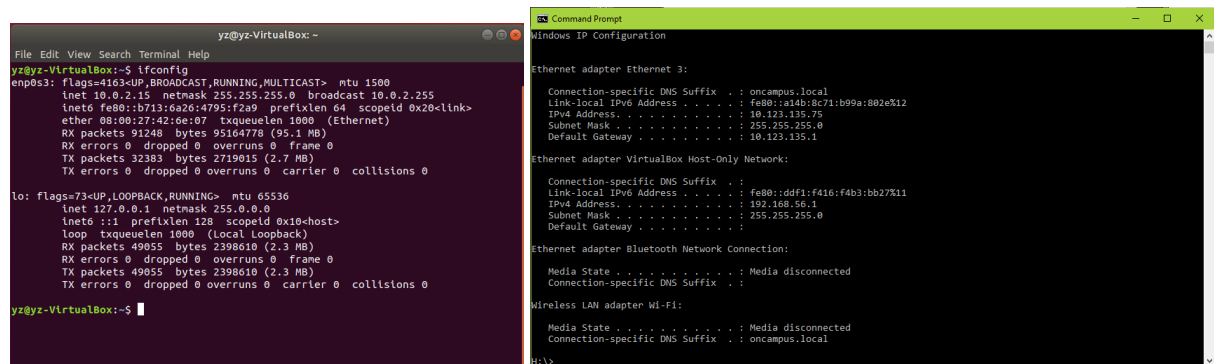 yz@yz-VirtualBox: ~
File Edit View Search Terminal Help
yz@yz-VirtualBox:~$ ifconfig
enp0s3: flags=4163<UP,BROADCAST,RUNNING,MULTICAST>  mtu 1500
        inet 10.0.2.15  netmask 255.255.255.0  broadcast 10.0.2.255
        inet6 fe80::b713:6a26:4795:f2a9  prefixlen 64  scopeid 0x20<link>
        ether 08:00:27:42:6e:07  txqueuelen 1000  (Ethernet)
        RX packets 91248  bytes 95164778 (95.1 MB)
        RX errors 0  dropped 0  overruns 0  frame 0
        TX packets 32383  bytes 2719015 (2.7 MB)
        TX errors 0  dropped 0 overruns 0  carrier 0  collisions 0
lo: flags=73<UP,LOOPBACK,RUNNING>  mtu 65536
        inet 127.0.0.1  netmask 255.0.0.0
        inet6 ::1  prefixlen 128  scopeid 0x10<host>
        loop  txqueuelen 1000  (Local Loopback)
        RX packets 49055  bytes 2398610 (2.3 MB)
        RX errors 0  dropped 0  overruns 0  frame 0
        TX packets 49055  bytes 2398610 (2.3 MB)
        TX errors 0  dropped 0 overruns 0  carrier 0  collisions 0
yz@yz-VirtualBox:~$
Command Prompt
Windows IP Configuration
Ethernet adapter Ethernet 3:
   Connection-specific DNS Suffix  . : oncampus.local
   Link-local IPv6 Address . . . . . : fe80::a14b:8c71:b99a:802e%12
   IPv4 Address. . . . . . . . . . . : 10.123.135.75
   Subnet Mask . . . . . . . . . . . : 255.255.255.0
   Default Gateway . . . . . . . . . : 10.123.135.1
Ethernet adapter VirtualBox Host-Only Network:
   Connection-specific DNS Suffix  . :
   Link-local IPv6 Address . . . . . : fe80::ddf1:f416:f4b3:bb27%11
   IPv4 Address. . . . . . . . . . . : 192.168.56.1
   Subnet Mask . . . . . . . . . . . : 255.255.255.0
   Default Gateway . . . . . . . . . :
Ethernet adapter Bluetooth Network Connection:
   Media State . . . . . . . . . . . : Media disconnected
   Connection-specific DNS Suffix  . :
Wireless LAN adapter Wi-Fi:
   Media State . . . . . . . . . . . : Media disconnected
   Connection-specific DNS Suffix  . : oncampus.local
H:\>